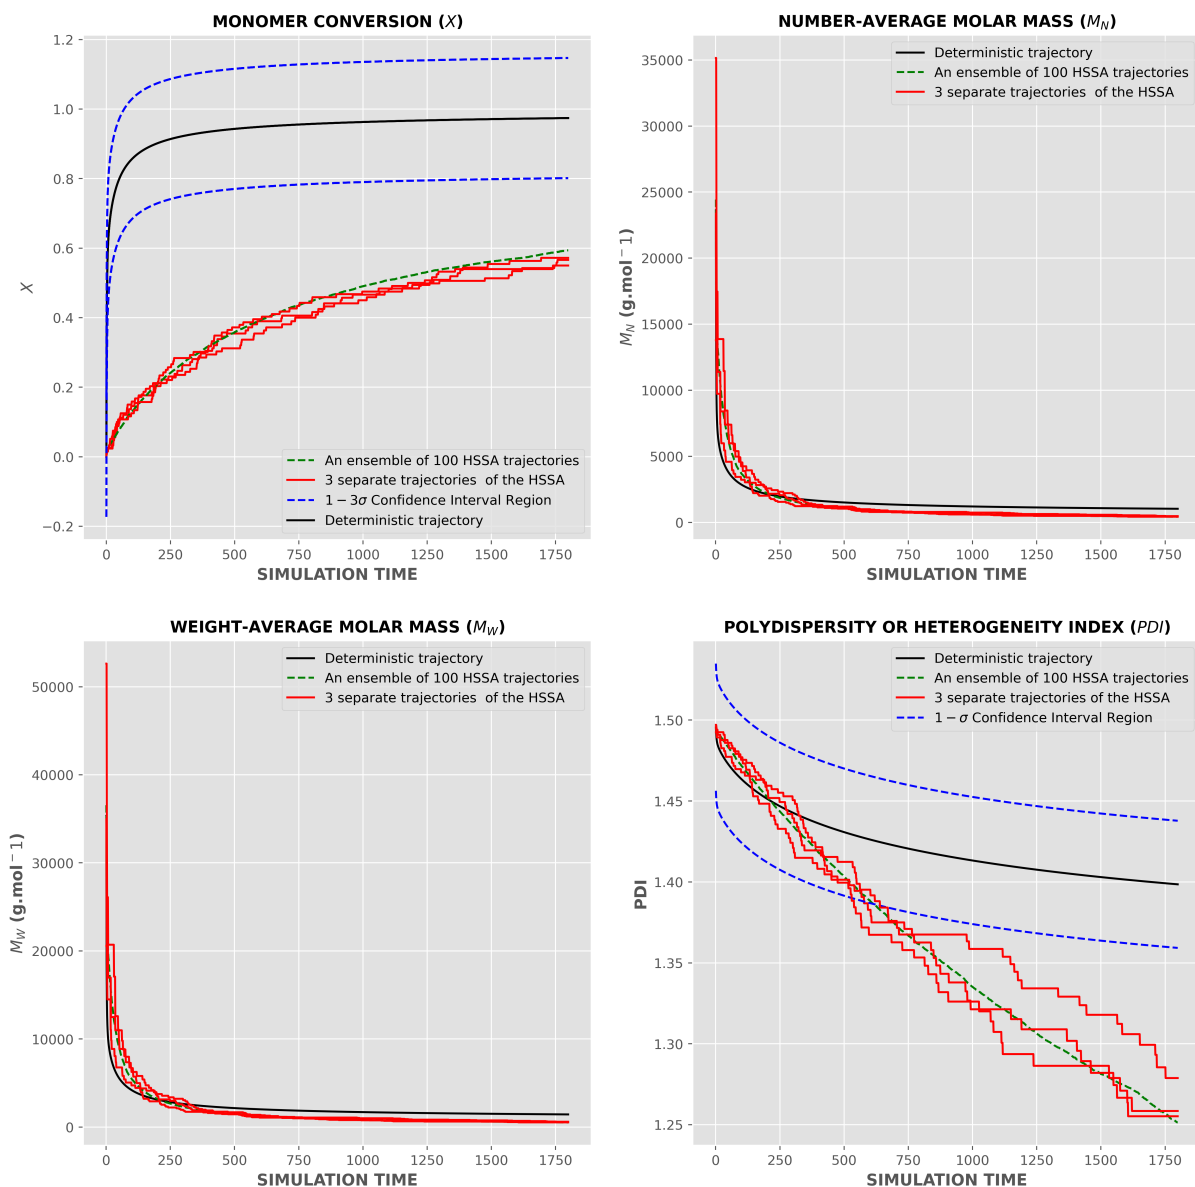 MONOMER CONVERSION (X)
1.2
1.0
0.8
0.6
0.4
0.2
0.0
−0.2
X
An ensemble of 100 HSSA trajectories
3 separate trajectories  of the HSSA
1 − 3σ Confidence Interval Region
Deterministic trajectory
0 250 500 750 1000 1250 1500 1750
SIMULATION TIME
NUMBER-AVERAGE MOLAR MASS (M_N)
Deterministic trajectory
An ensemble of 100 HSSA trajectories
3 separate trajectories  of the HSSA
35000
30000
25000
20000
15000
10000
5000
0
M_N (g.mol⁻1)
0 250 500 750 1000 1250 1500 1750
SIMULATION TIME
WEIGHT-AVERAGE MOLAR MASS (M_W)
Deterministic trajectory
An ensemble of 100 HSSA trajectories
3 separate trajectories  of the HSSA
50000
40000
30000
20000
10000
0
M_W (g.mol⁻1)
0 250 500 750 1000 1250 1500 1750
SIMULATION TIME
POLYDISPERSITY OR HETEROGENEITY INDEX (PDI)
Deterministic trajectory
An ensemble of 100 HSSA trajectories
3 separate trajectories of the HSSA
1 − σ Confidence Interval Region
1.50
1.45
1.40
1.35
1.30
1.25
PDI
0 250 500 750 1000 1250 1500 1750
SIMULATION TIME